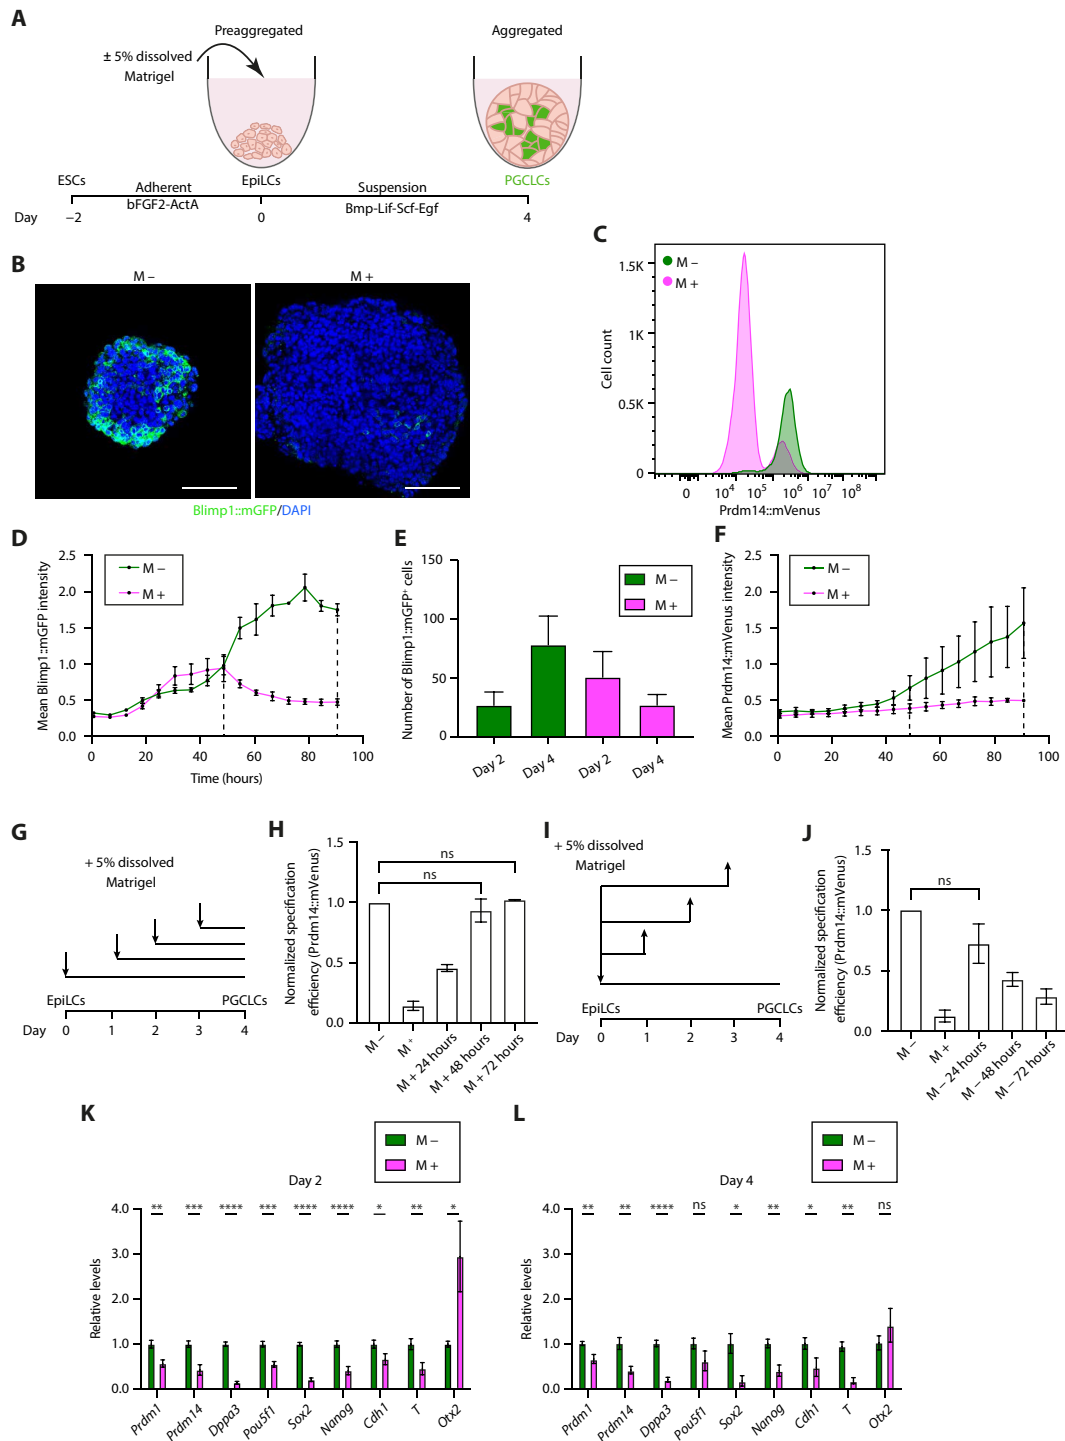 A
Preaggregated
Aggregated
± 5% dissolved
Matrigel
ESCs
Adherent
EpiLCs
Suspension
PGCLCs
bFGF2-ActA
Bmp-Lif-Scf-Egf
Day
−2
0
4
B
M −
M +
Blimp1::mGFP/DAPI
C
M −
M +
1.5K
1K
0.5K
0
Cell count
0 10⁴ 10⁵ 10⁶ 10⁷ 10⁸
Prdm14::mVenus
D
M −
M +
2.5
2.0
1.5
1.0
0.5
0.0
Mean Blimp1::mGFP intensity
0 20 40 60 80 100
Time (hours)
E
M −
M +
150
100
50
0
Number of Blimp1::mGFP⁺ cells
Day 2
Day 4
Day 2
Day 4
F
M −
M +
2.5
2.0
1.5
1.0
0.5
0.0
Mean Prdm14::mVenus intensity
0 20 40 60 80 100
G
+ 5% dissolved
Matrigel
EpiLCs
PGCLCs
Day 0 1 2 3 4
H
1.5
1.0
0.5
0.0
Normalized specification
efficiency (Prdm14::mVenus)
ns
ns
M −
M +
M + 24 hours
M + 48 hours
M + 72 hours
I
+ 5% dissolved
Matrigel
EpiLCs
PGCLCs
Day 0 1 2 3 4
J
1.5
1.0
0.5
0.0
Normalized specification
efficiency (Prdm14::mVenus)
ns
M −
M +
M − 24 hours
M − 48 hours
M − 72 hours
K
M −
M +
Day 2
4.0
3.0
2.0
1.0
0.0
Relative levels
** *** **** *** **** **** * ** *
Prdm1
Prdm14
Dppa3
Pou5f1
Sox2
Nanog
Cdh1
T
Otx2
L
M −
M +
Day 4
4.0
3.0
2.0
1.0
0.0
Relative levels
** ** **** ns * ** * ** ns
Prdm1
Prdm14
Dppa3
Pou5f1
Sox2
Nanog
Cdh1
T
Otx2